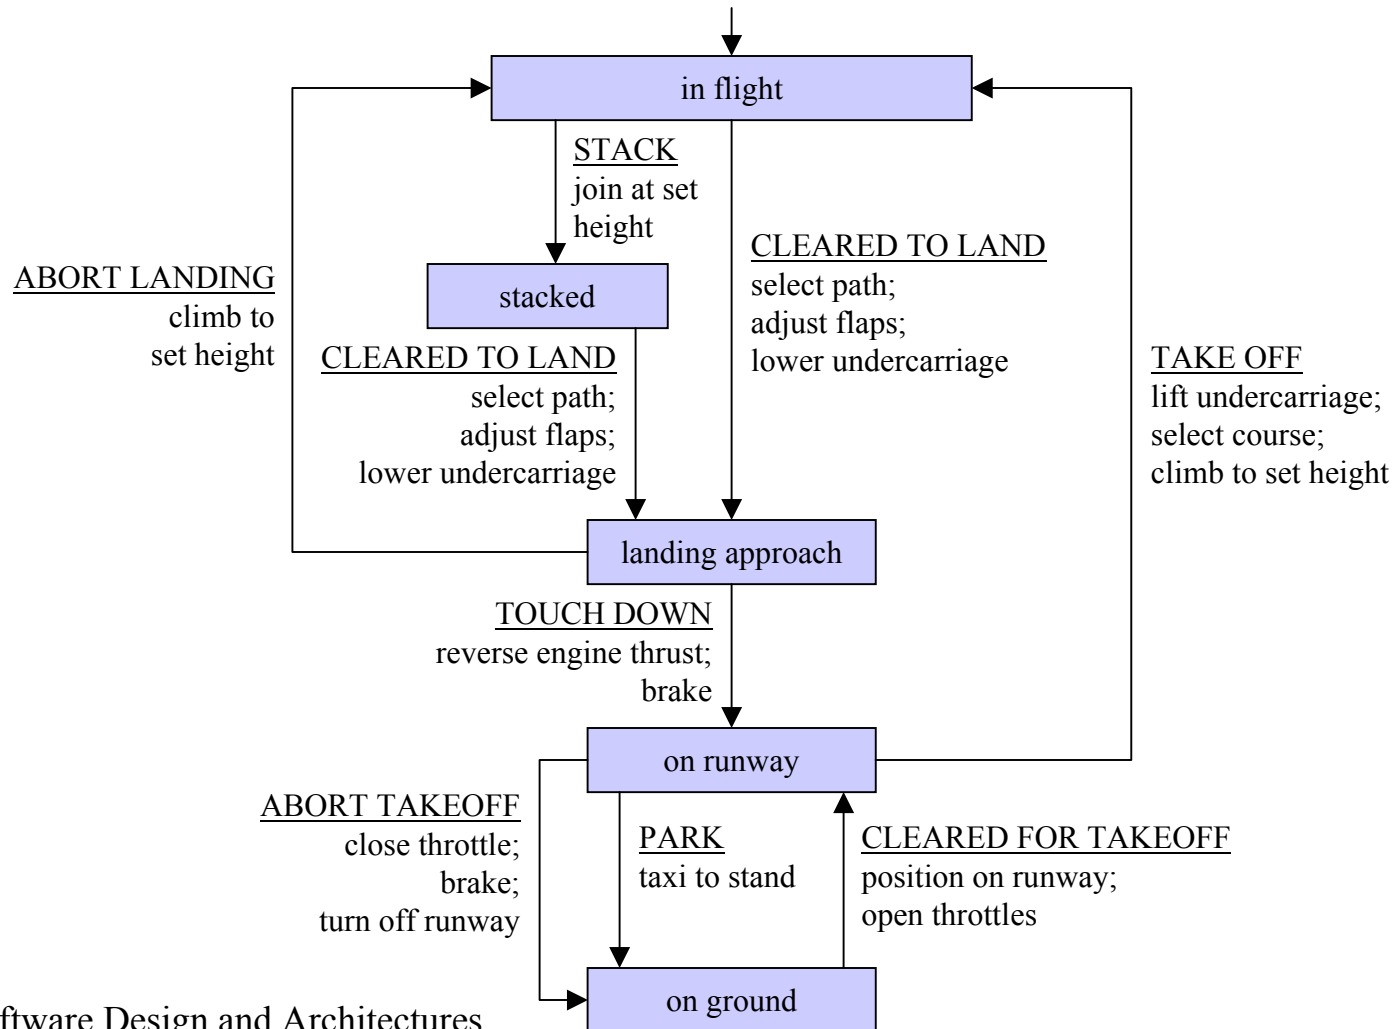 in flight
STACK
join at set
height
CLEARED TO LAND
select path;
adjust flaps;
lower undercarriage
ABORT LANDING
climb to
set height
stacked
CLEARED TO LAND
select path;
adjust flaps;
lower undercarriage
TAKE OFF
lift undercarriage;
select course;
climb to set height
landing approach
TOUCH DOWN
reverse engine thrust;
brake
on runway
ABORT TAKEOFF
close throttle;
brake;
turn off runway
PARK
taxi to stand
CLEARED FOR TAKEOFF
position on runway;
open throttles
on ground
ftware Design and Architectures